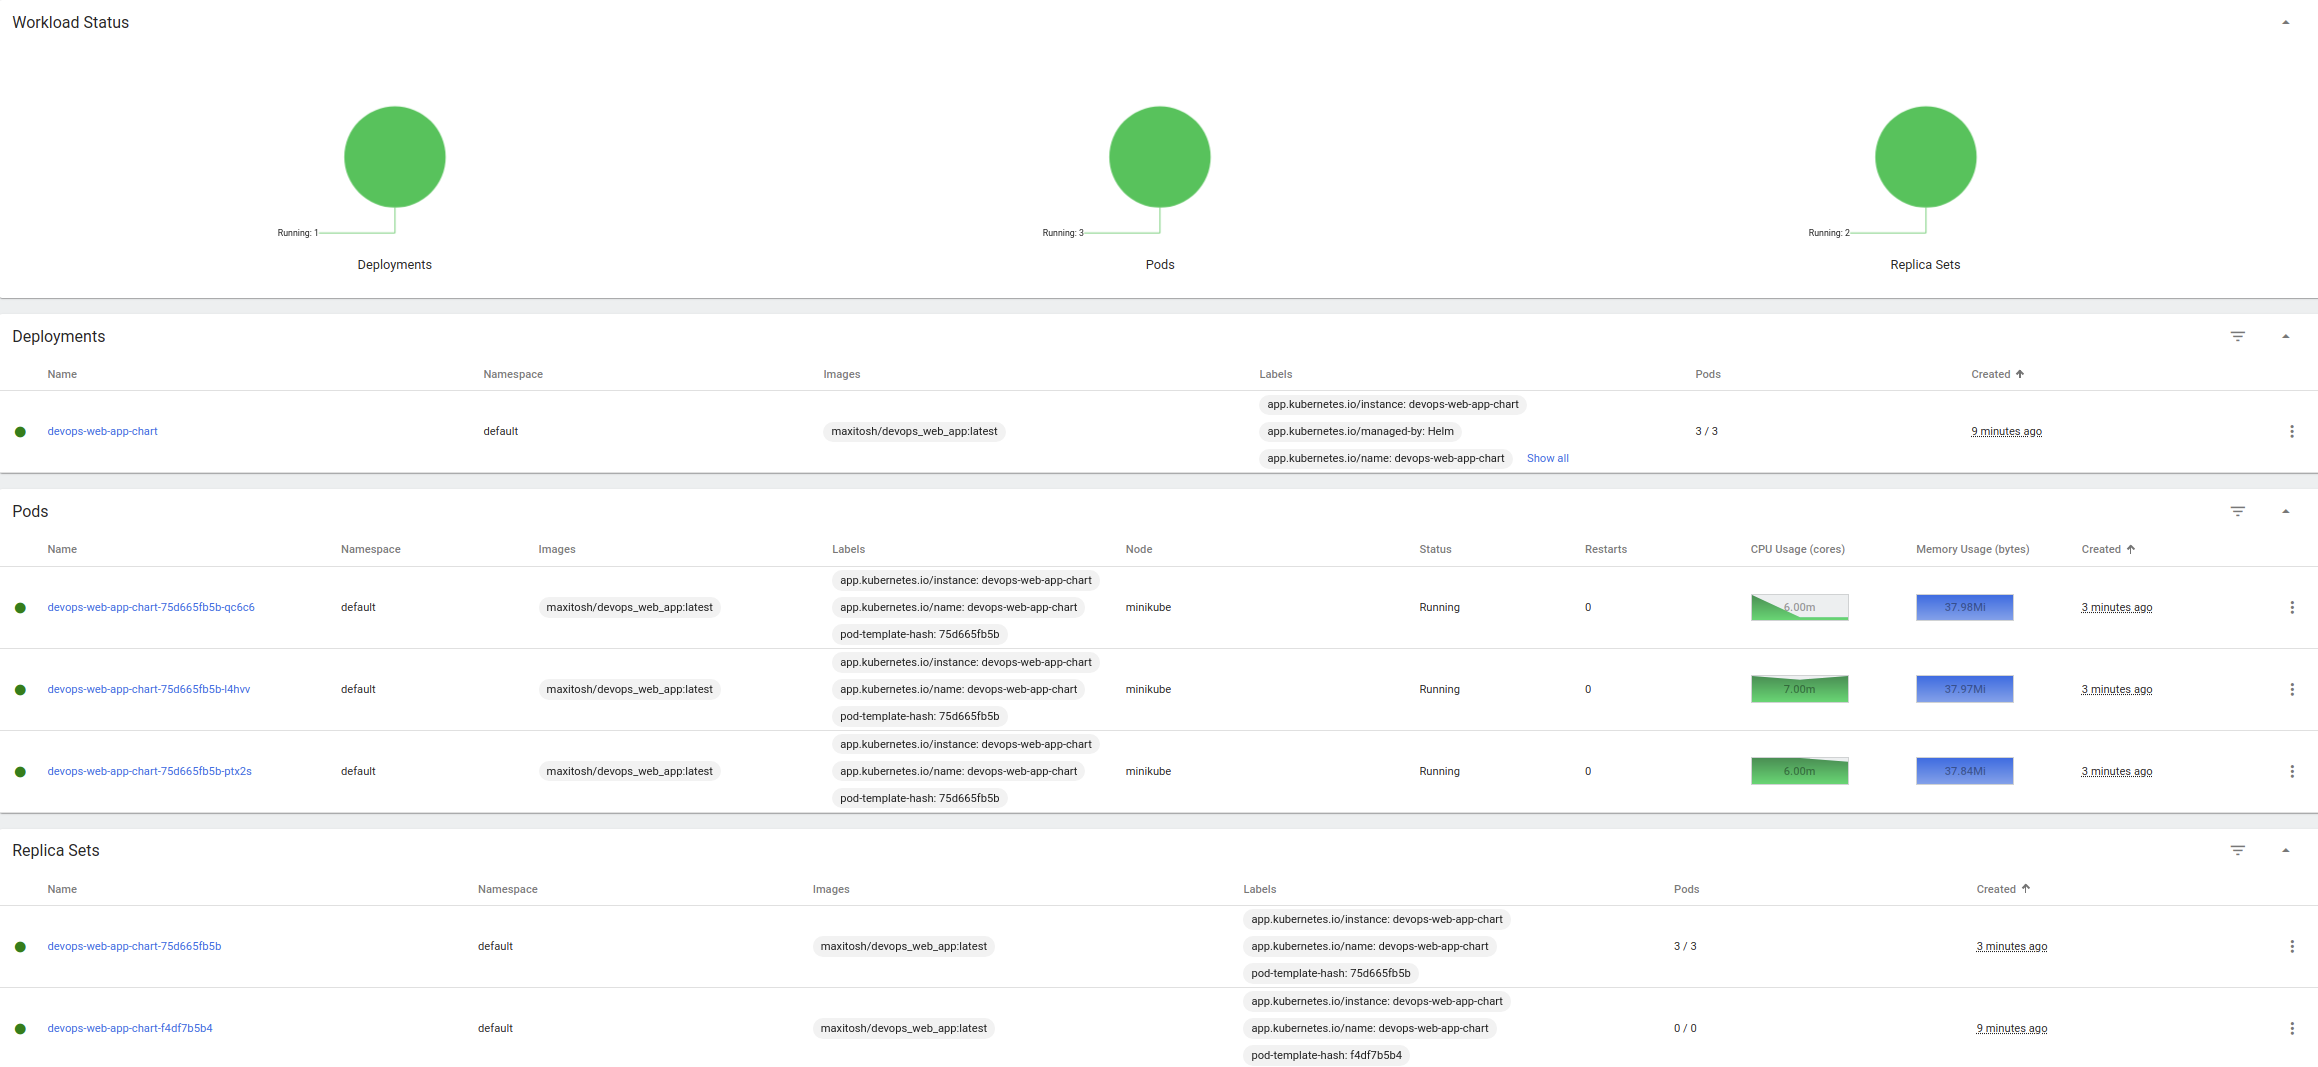 Workload Status
Running: 1
Running: 3
Running: 2
Deployments
Pods
Replica Sets
Deployments
Name Namespace Images Labels Pods Created
app.kubernetes.io/instance: devops-web-app-chart
devops-web-app-chart default maxitosh/devops_web_app:latest app.kubernetes.io/managed-by: Helm 3 / 3 9 minutes ago
app.kubernetes.io/name: devops-web-app-chart Show all
Pods
Name Namespace Images Labels Node Status Restarts CPU Usage (cores) Memory Usage (bytes) Created
app.kubernetes.io/instance: devops-web-app-chart
devops-web-app-chart-75d665fb5b-qc6c6 default maxitosh/devops_web_app:latest app.kubernetes.io/name: devops-web-app-chart minikube Running 0 6.00m 37.98Mi 3 minutes ago
pod-template-hash: 75d665fb5b
app.kubernetes.io/instance: devops-web-app-chart
devops-web-app-chart-75d665fb5b-l4hvv default maxitosh/devops_web_app:latest app.kubernetes.io/name: devops-web-app-chart minikube Running 0 7.00m 37.97Mi 3 minutes ago
pod-template-hash: 75d665fb5b
app.kubernetes.io/instance: devops-web-app-chart
devops-web-app-chart-75d665fb5b-ptx2s default maxitosh/devops_web_app:latest app.kubernetes.io/name: devops-web-app-chart minikube Running 0 6.00m 37.84Mi 3 minutes ago
pod-template-hash: 75d665fb5b
Replica Sets
Name Namespace Images Labels Pods Created
app.kubernetes.io/instance: devops-web-app-chart
devops-web-app-chart-75d665fb5b default maxitosh/devops_web_app:latest app.kubernetes.io/name: devops-web-app-chart 3 / 3 3 minutes ago
pod-template-hash: 75d665fb5b
app.kubernetes.io/instance: devops-web-app-chart
devops-web-app-chart-f4df7b5b4 default maxitosh/devops_web_app:latest app.kubernetes.io/name: devops-web-app-chart 0 / 0 9 minutes ago
pod-template-hash: f4df7b5b4